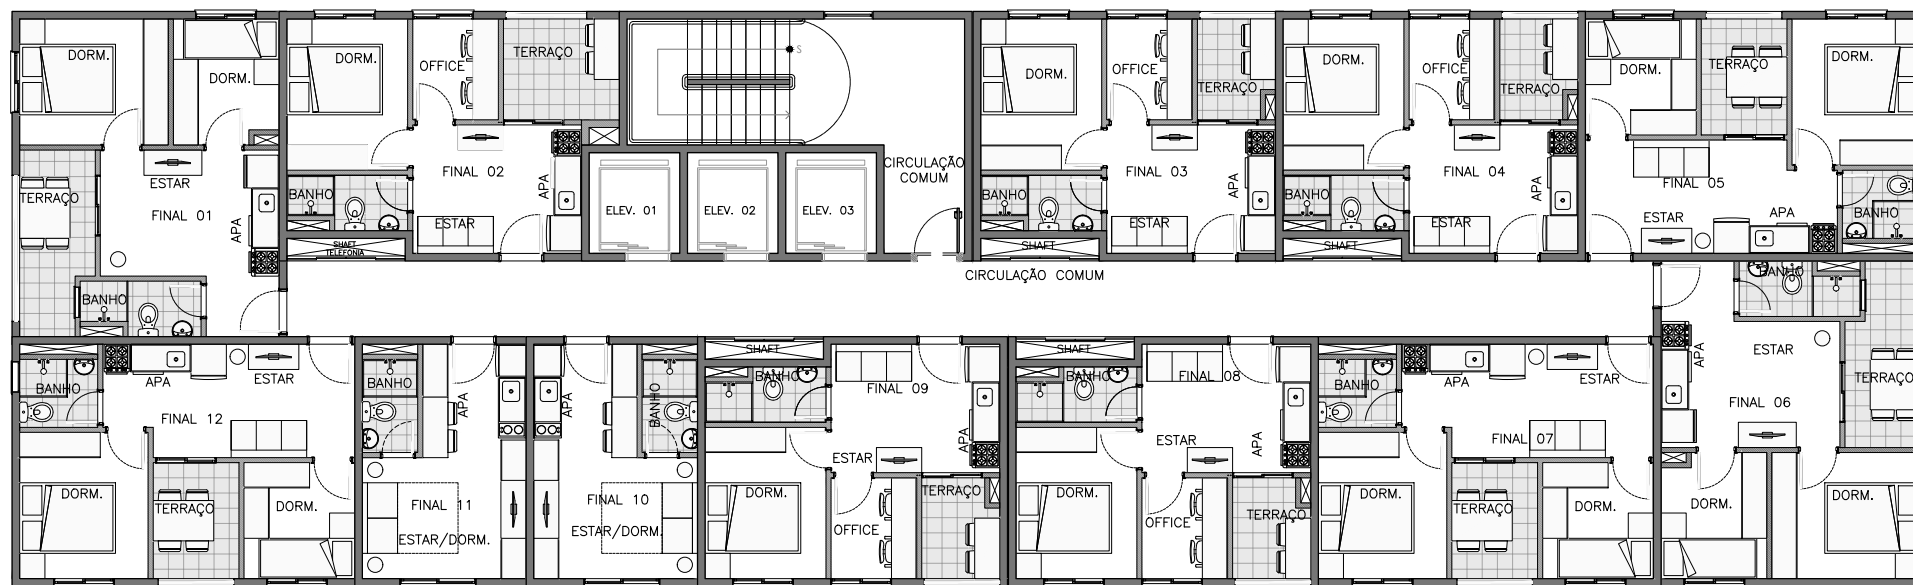 DORM.
DORM.
ESTAR
TERRAÇO
FINAL 01
APA
BANHO
DORM.
OFFICE
TERRAÇO
FINAL 02
BANHO
APA
ESTAR
SHAFT
TELEFONIA
S
ELEV. 01
ELEV. 02
ELEV. 03
CIRCULAÇÃO
COMUM
DORM.
OFFICE
TERRAÇO
FINAL 03
BANHO
APA
ESTAR
SHAFT
DORM.
OFFICE
TERRAÇO
FINAL 04
BANHO
APA
ESTAR
SHAFT
DORM.
TERRAÇO
DORM.
FINAL 05
ESTAR
APA
BANHO
CIRCULAÇÃO COMUM
BANHO
ESTAR
APA
TERRAÇO
FINAL 06
DORM.
DORM.
BANHO
APA
ESTAR
FINAL 12
DORM.
TERRAÇO
DORM.
BANHO
APA
FINAL 11
ESTAR/DORM.
APA
BANHO
FINAL 10
ESTAR/DORM.
SHAFT
BANHO
FINAL 09
APA
ESTAR
DORM.
OFFICE
TERRAÇO
SHAFT
BANHO
FINAL 08
ESTAR
APA
DORM.
OFFICE
TERRAÇO
BANHO
APA
ESTAR
FINAL 07
DORM.
TERRAÇO
DORM.